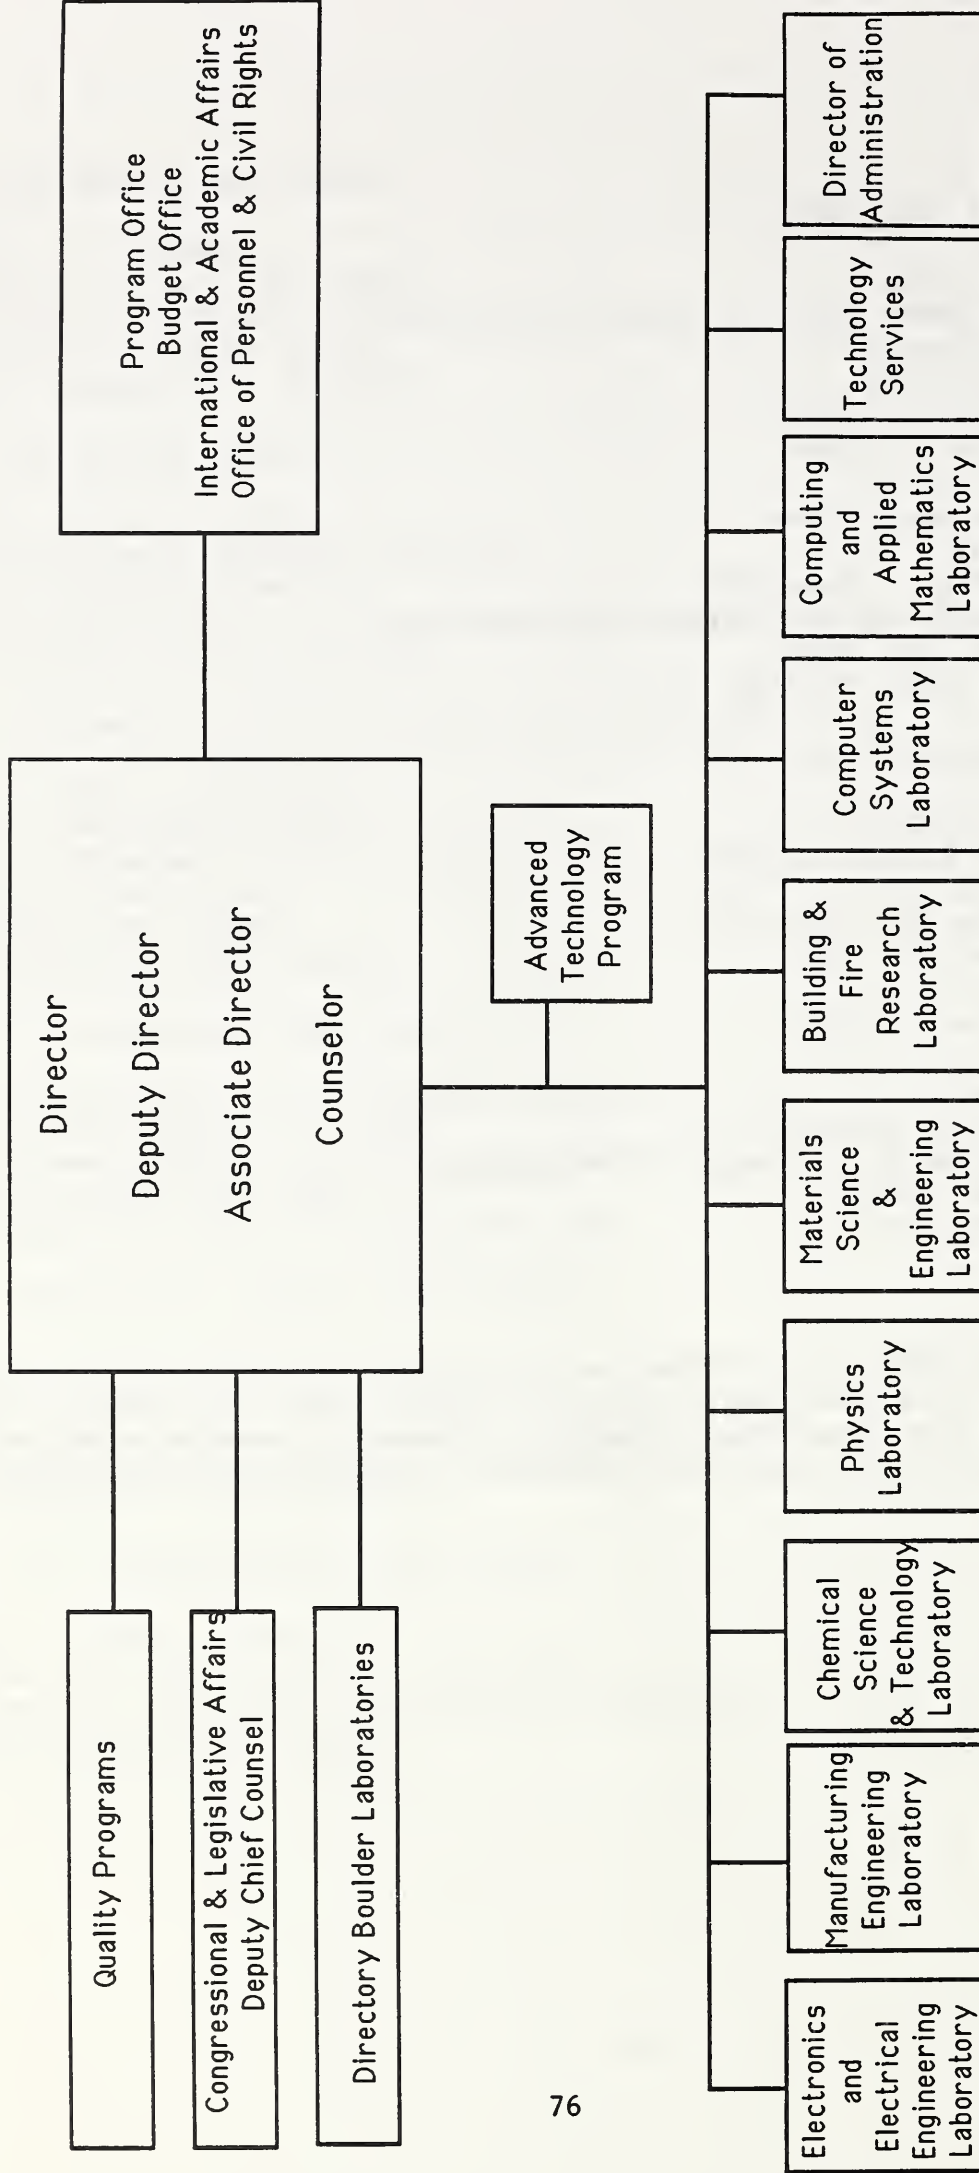 Director
Deputy Director
Associate Director
Counselor
Quality Programs
Congressional & Legislative Affairs
Deputy Chief Counsel
Directory Boulder Laboratories
Program Office
Budget Office
International & Academic Affairs
Office of Personnel & Civil Rights
Advanced
Technology
Program
Electronics
and
Electrical
Engineering
Laboratory
Manufacturing
Engineering
Laboratory
Chemical
Science
& Technology
Laboratory
Physics
Laboratory
Materials
Science
&
Engineering
Laboratory
Building &
Fire
Research
Laboratory
Computer
Systems
Laboratory
Computing
and
Applied
Mathematics
Laboratory
Technology
Services
Director of
Administration
76